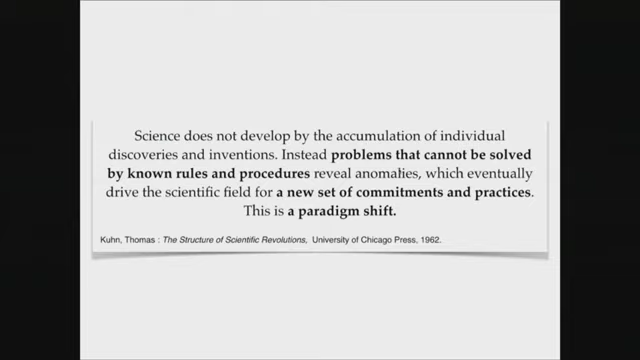 Science does not develop by the accumulation of individual
discoveries and inventions. Instead problems that cannot be solved
by known rules and procedures reveal anomalies, which eventually
drive the scientific field for a new set of commitments and practices.
This is a paradigm shift.
Kuhn, Thomas : The Structure of Scientific Revolutions, University of Chicago Press, 1962.